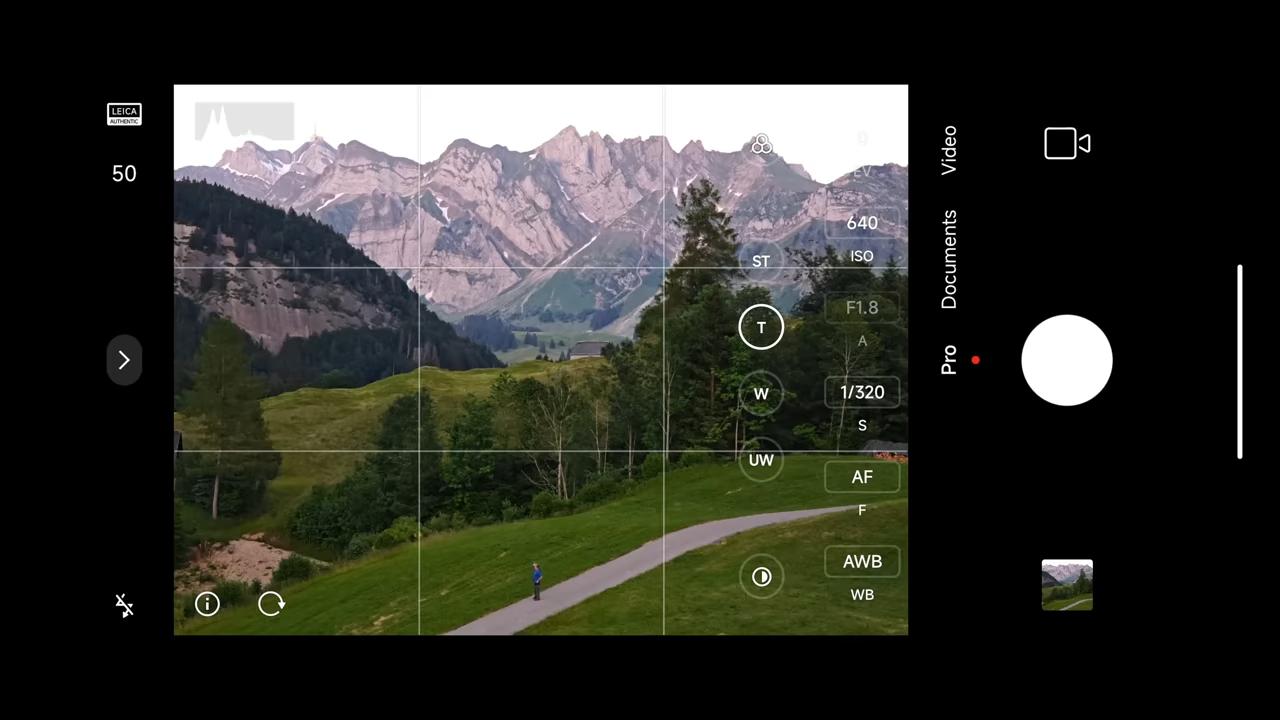 LEICA
AUTHENTIC
50
EV
640
ISO
F1.8
A
1/320
S
AF
F
AWB
WB
ST
T
W
UW
Video
Documents
Pro